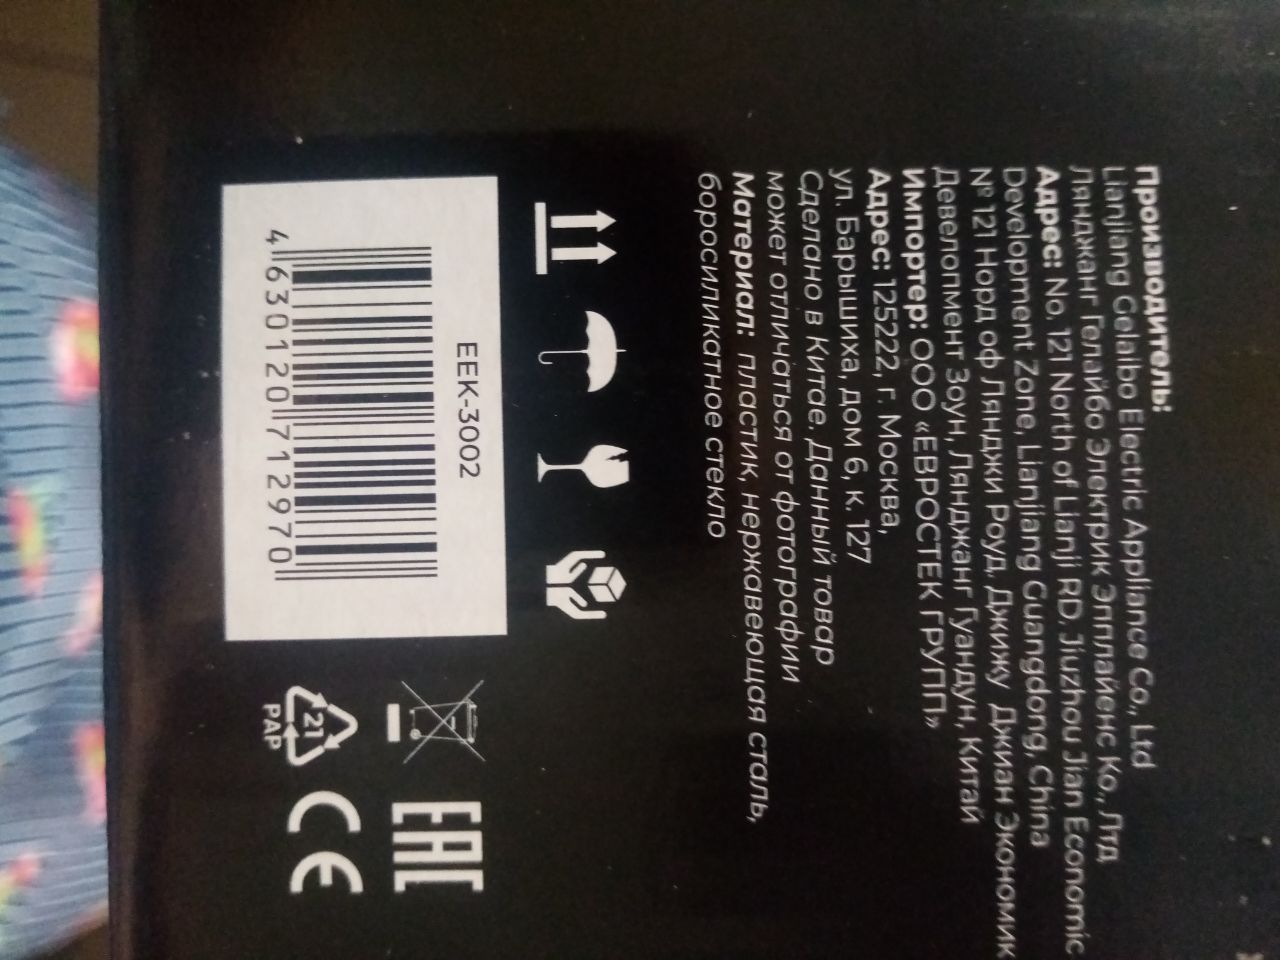 Производитель:
Lianjiang Gelaibo Electric Appliance Co., Ltd
Лянджанг Гелайбо Электрик Эпплайенс Ко., Лтд
Адрес: No. 121 North of Lianji RD, Jiuzhou Jian Economic
Development Zone, Lianjiang Guangdong, China
№ 121 Норд оф Лянджи Роуд, Джижу Джиан Экономик
Девелопмент Зоун, Лянджанг Гуандун, Китай
Импортер: ООО «ЕВРОСТЕК ГРУПП»
Адрес: 125222, г. Москва,
ул. Барышиха, дом 6, к. 127
Сделано в Китае. Данный товар
может отличаться от фотографии
Материал: пластик, нержавеющая сталь,
боросиликатное стекло
EEK-3002
4 630120 712970
21
PAP
EAC
CE